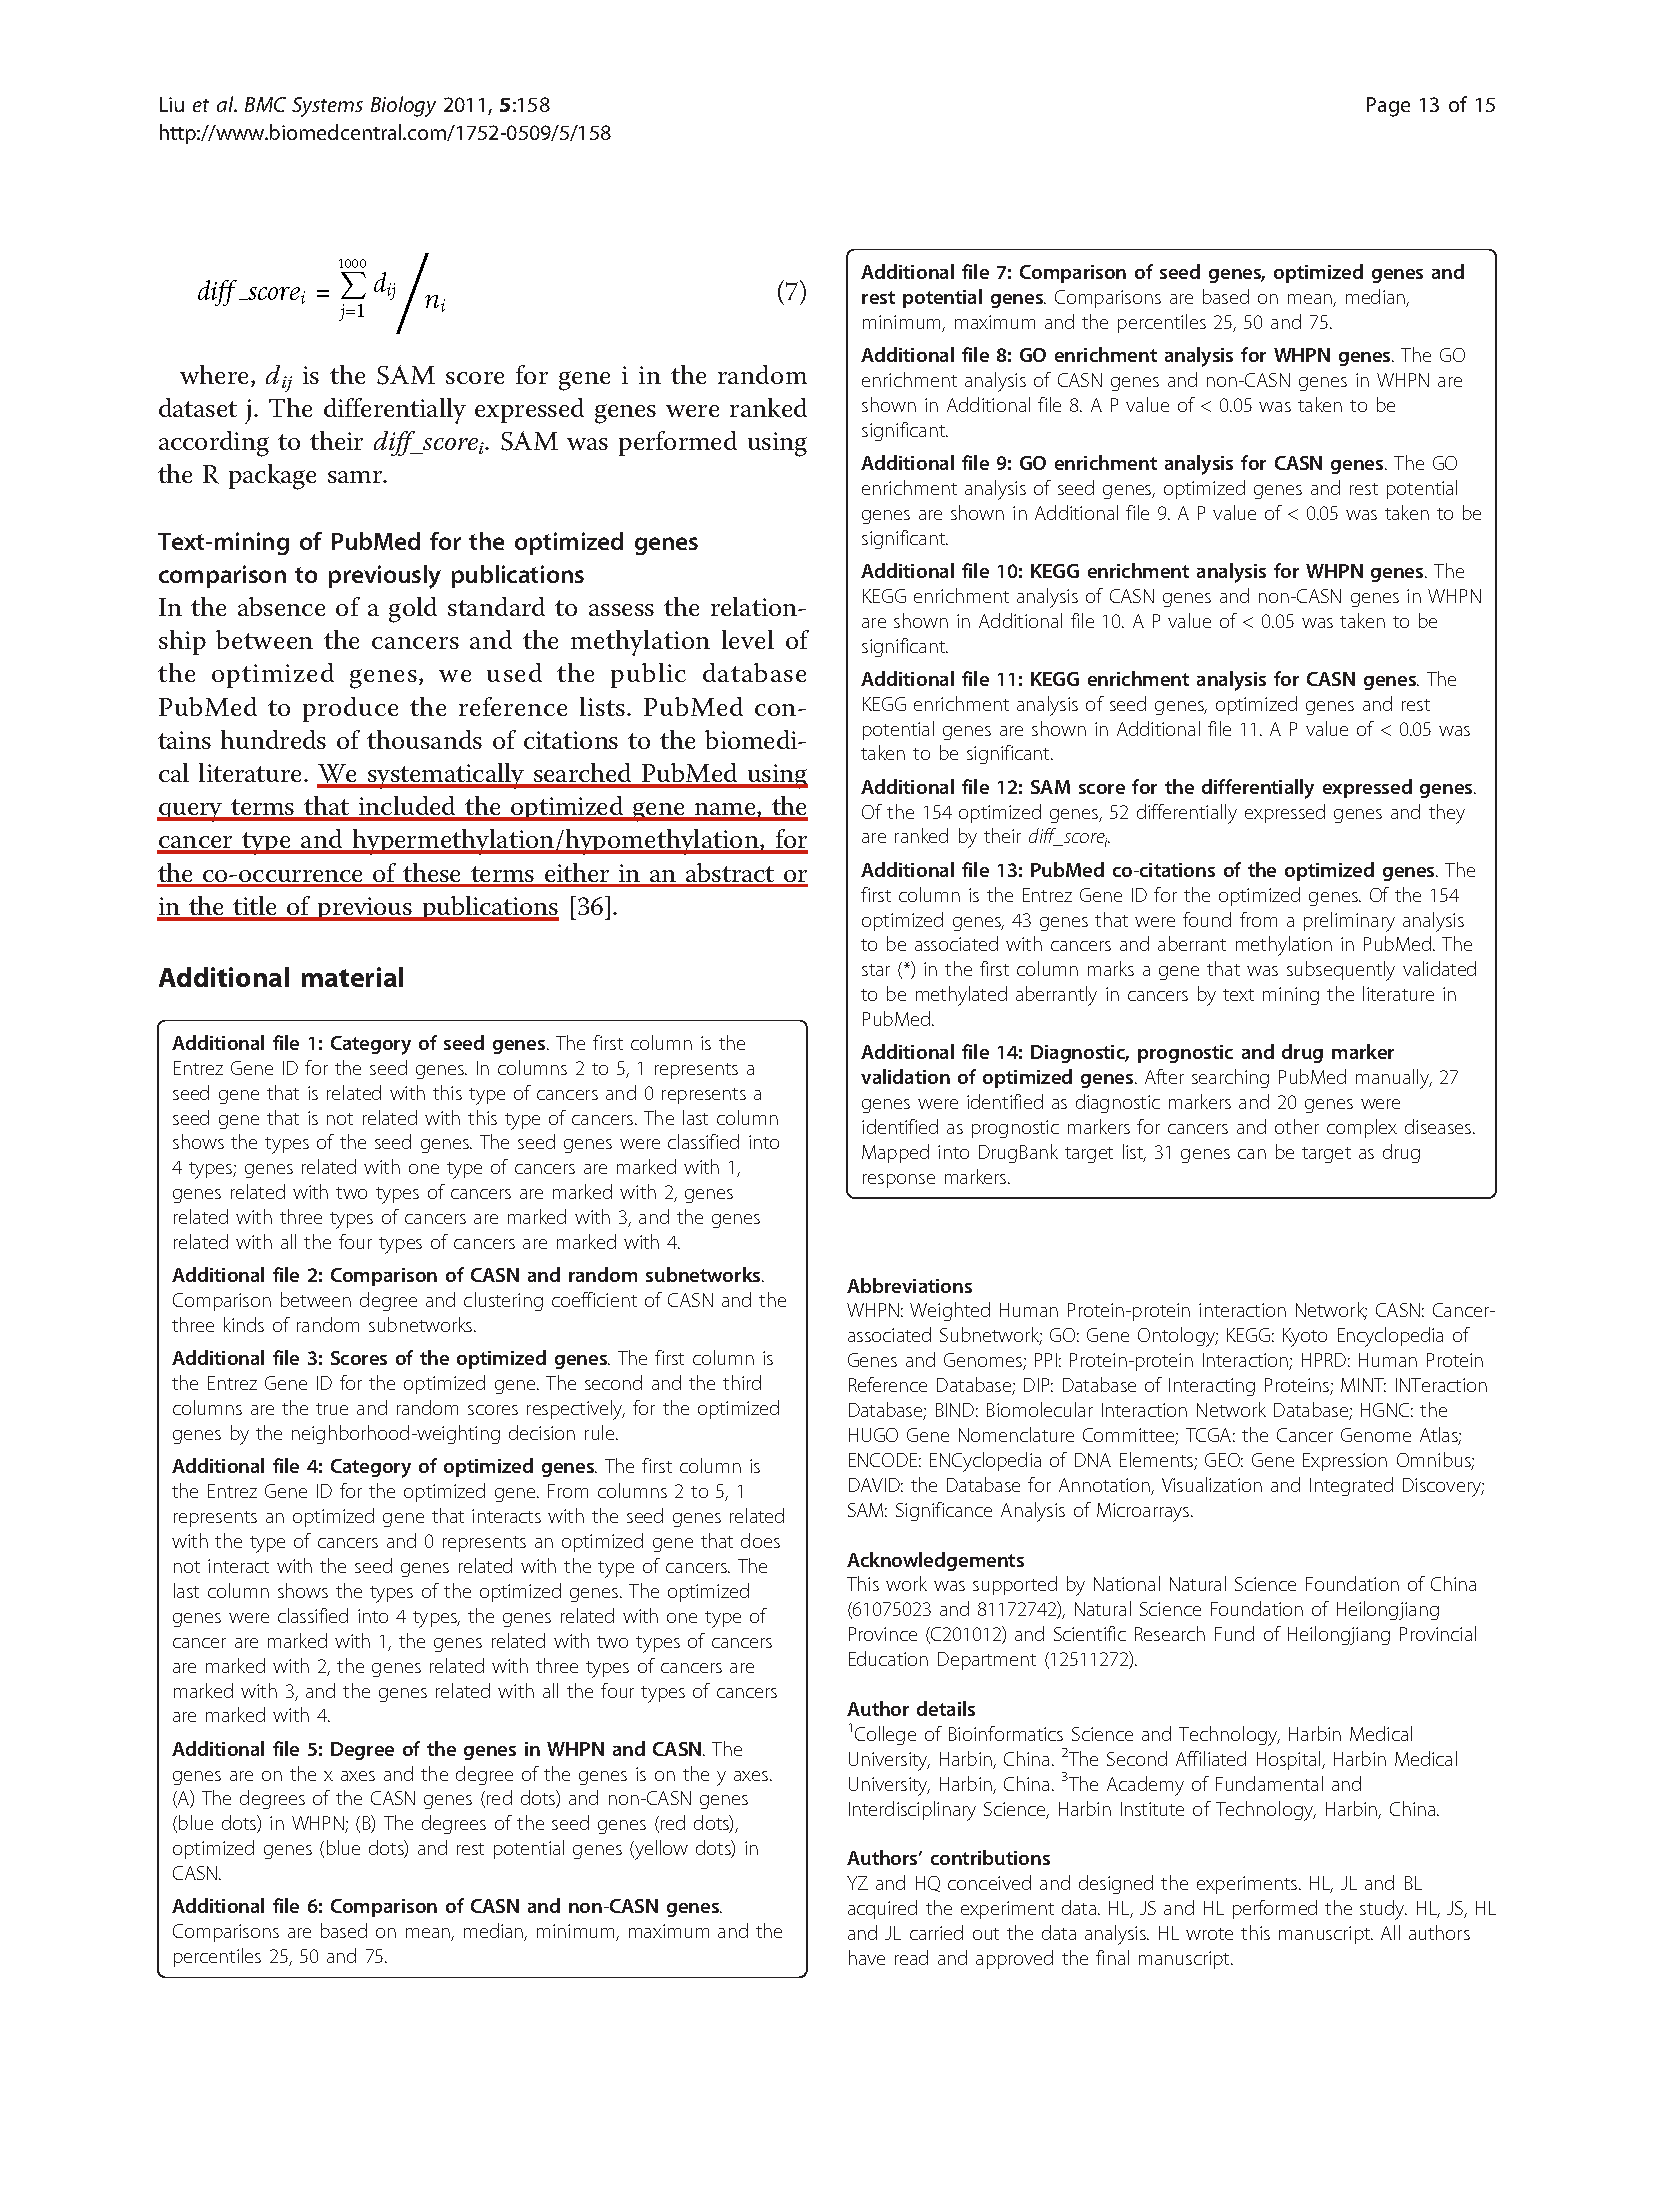 Liu et al. BMC Systems Biology 2011, 5:158
http://www.biomedcentral.com/1752-0509/5/158
Page 13 of 15
diff_scoreᵢ = ∑_{j=1}^{1000} d_{ij} / nᵢ (7)
where, d_{ij} is the SAM score for gene i in the random
dataset j. The differentially expressed genes were ranked
according to their diff_scoreᵢ. SAM was performed using
the R package samr.
Text-mining of PubMed for the optimized genes
comparison to previously publications
In the absence of a gold standard to assess the relation-
ship between the cancers and the methylation level of
the optimized genes, we used the public database
PubMed to produce the reference lists. PubMed con-
tains hundreds of thousands of citations to the biomedi-
cal literature. We systematically searched PubMed using
query terms that included the optimized gene name, the
cancer type and hypermethylation/hypomethylation, for
the co-occurrence of these terms either in an abstract or
in the title of previous publications [36].
Additional material
Additional file 1: Category of seed genes. The first column is the
Entrez Gene ID for the seed genes. In columns 2 to 5, 1 represents a
seed gene that is related with this type of cancers and 0 represents a
seed gene that is not related with this type of cancers. The last column
shows the types of the seed genes. The seed genes were classified into
4 types; genes related with one type of cancers are marked with 1,
genes related with two types of cancers are marked with 2, genes
related with three types of cancers are marked with 3, and the genes
related with all the four types of cancers are marked with 4.
Additional file 2: Comparison of CASN and random subnetworks.
Comparison between degree and clustering coefficient of CASN and the
three kinds of random subnetworks.
Additional file 3: Scores of the optimized genes. The first column is
the Entrez Gene ID for the optimized gene. The second and the third
columns are the true and random scores respectively, for the optimized
genes by the neighborhood-weighting decision rule.
Additional file 4: Category of optimized genes. The first column is
the Entrez Gene ID for the optimized gene. From columns 2 to 5, 1
represents an optimized gene that interacts with the seed genes related
with the type of cancers and 0 represents an optimized gene that does
not interact with the seed genes related with the type of cancers. The
last column shows the types of the optimized genes. The optimized
genes were classified into 4 types, the genes related with one type of
cancer are marked with 1, the genes related with two types of cancers
are marked with 2, the genes related with three types of cancers are
marked with 3, and the genes related with all the four types of cancers
are marked with 4.
Additional file 5: Degree of the genes in WHPN and CASN. The
genes are on the x axes and the degree of the genes is on the y axes.
(A) The degrees of the CASN genes (red dots) and non-CASN genes
(blue dots) in WHPN; (B) The degrees of the seed genes (red dots),
optimized genes (blue dots) and rest potential genes (yellow dots) in
CASN.
Additional file 6: Comparison of CASN and non-CASN genes.
Comparisons are based on mean, median, minimum, maximum and the
percentiles 25, 50 and 75.
Additional file 7: Comparison of seed genes, optimized genes and
rest potential genes. Comparisons are based on mean, median,
minimum, maximum and the percentiles 25, 50 and 75.
Additional file 8: GO enrichment analysis for WHPN genes. The GO
enrichment analysis of CASN genes and non-CASN genes in WHPN are
shown in Additional file 8. A P value of < 0.05 was taken to be
significant.
Additional file 9: GO enrichment analysis for CASN genes. The GO
enrichment analysis of seed genes, optimized genes and rest potential
genes are shown in Additional file 9. A P value of < 0.05 was taken to be
significant.
Additional file 10: KEGG enrichment analysis for WHPN genes. The
KEGG enrichment analysis of CASN genes and non-CASN genes in WHPN
are shown in Additional file 10. A P value of < 0.05 was taken to be
significant.
Additional file 11: KEGG enrichment analysis for CASN genes. The
KEGG enrichment analysis of seed genes, optimized genes and rest
potential genes are shown in Additional file 11. A P value of < 0.05 was
taken to be significant.
Additional file 12: SAM score for the differentially expressed genes.
Of the 154 optimized genes, 52 differentially expressed genes and they
are ranked by their diff_scoreᵢ.
Additional file 13: PubMed co-citations of the optimized genes. The
first column is the Entrez Gene ID for the optimized genes. Of the 154
optimized genes, 43 genes that were found from a preliminary analysis
to be associated with cancers and aberrant methylation in PubMed. The
star (*) in the first column marks a gene that was subsequently validated
to be methylated aberrantly in cancers by text mining the literature in
PubMed.
Additional file 14: Diagnostic, prognostic and drug marker
validation of optimized genes. After searching PubMed manually, 27
genes were identified as diagnostic markers and 20 genes were
identified as prognostic markers for cancers and other complex diseases.
Mapped into DrugBank target list, 31 genes can be target as drug
response markers.
Abbreviations
WHPN: Weighted Human Protein-protein interaction Network; CASN: Cancer-
associated Subnetwork; GO: Gene Ontology; KEGG: Kyoto Encyclopedia of
Genes and Genomes; PPI: Protein-protein Interaction; HPRD: Human Protein
Reference Database; DIP: Database of Interacting Proteins; MINT: INTeraction
Database; BIND: Biomolecular Interaction Network Database; HGNC: the
HUGO Gene Nomenclature Committee; TCGA: the Cancer Genome Atlas;
ENCODE: ENCyclopedia of DNA Elements; GEO: Gene Expression Omnibus;
DAVID: the Database for Annotation, Visualization and Integrated Discovery;
SAM: Significance Analysis of Microarrays.
Acknowledgements
This work was supported by National Natural Science Foundation of China
(61075023 and 81172742), Natural Science Foundation of Heilongjiang
Province (C201012) and Scientific Research Fund of Heilongjiang Provincial
Education Department (12511272).
Author details
¹College of Bioinformatics Science and Technology, Harbin Medical
University, Harbin, China. ²The Second Affiliated Hospital, Harbin Medical
University, Harbin, China. ³The Academy of Fundamental and
Interdisciplinary Science, Harbin Institute of Technology, Harbin, China.
Authors’ contributions
YZ and HQ conceived and designed the experiments. HL, JL and BL
acquired the experiment data. HL, JS and HL performed the study. HL, JS, HL
and JL carried out the data analysis. HL wrote this manuscript. All authors
have read and approved the final manuscript.